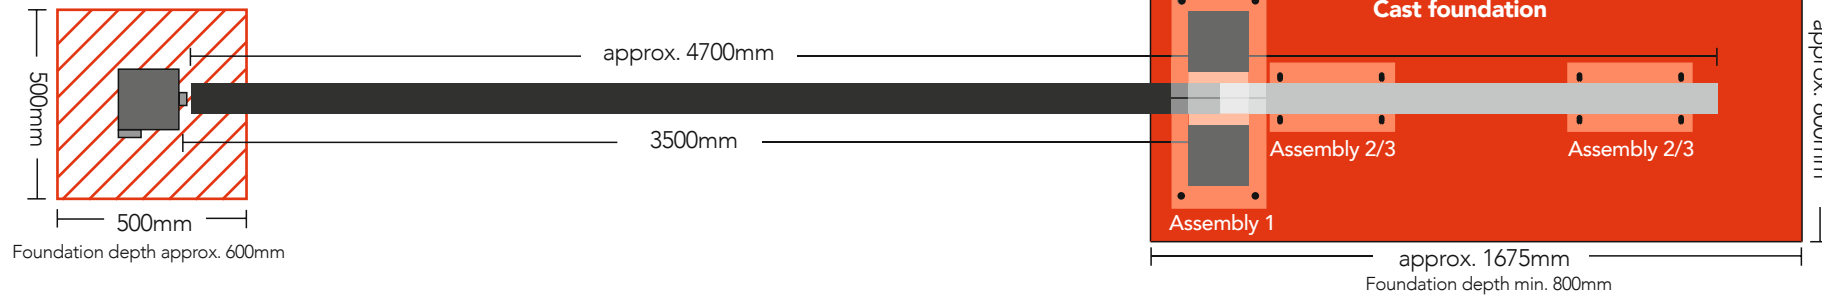 Cast foundation
approx. 4700mm
500mm
3500mm
Assembly 2/3
Assembly 2/3
500mm
Assembly 1
Foundation depth approx. 600mm
approx. 1675mm
Foundation depth min. 800mm